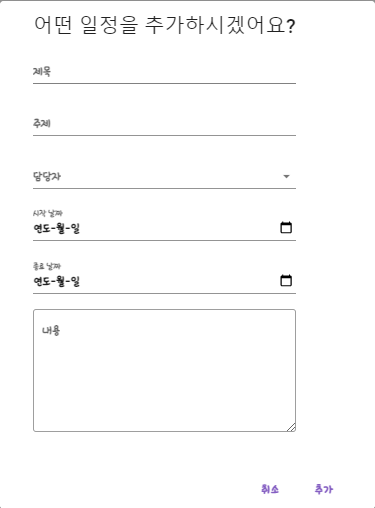 어떤 일정을 추가하시겠어요?
제목
주제
담당자
시작 날짜
연도-월-일
종료 날짜
연도-월-일
내용
취소 추가